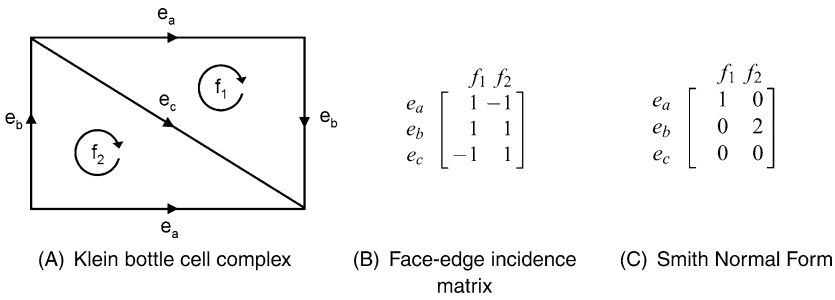 e_a
e_b
e_c
f_1
f_2
e_b
e_a
f_1 f_2
e_a 1 −1
e_b 1 1
e_c −1 1
f_1 f_2
e_a 1 0
e_b 0 2
e_c 0 0
(A) Klein bottle cell complex
(B) Face-edge incidence
matrix
(C) Smith Normal Form